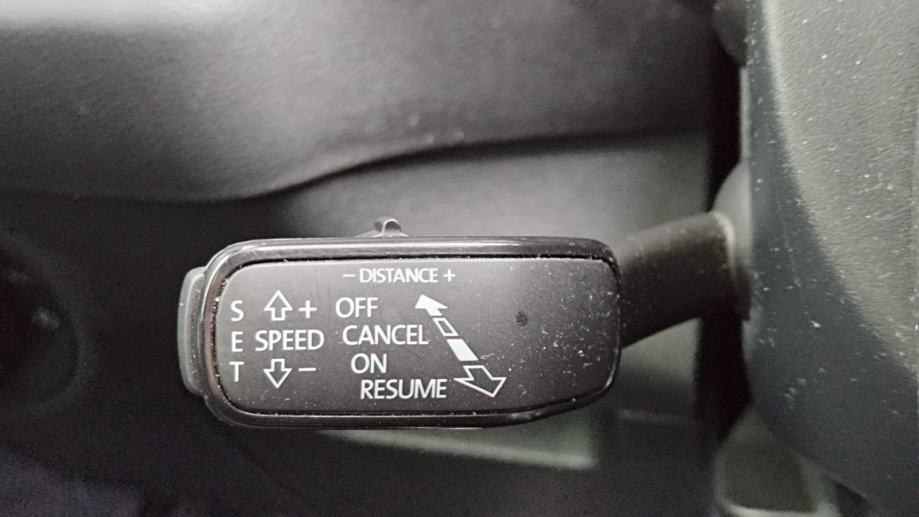 − DISTANCE +
S + OFF
E SPEED CANCEL
T − ON
RESUME